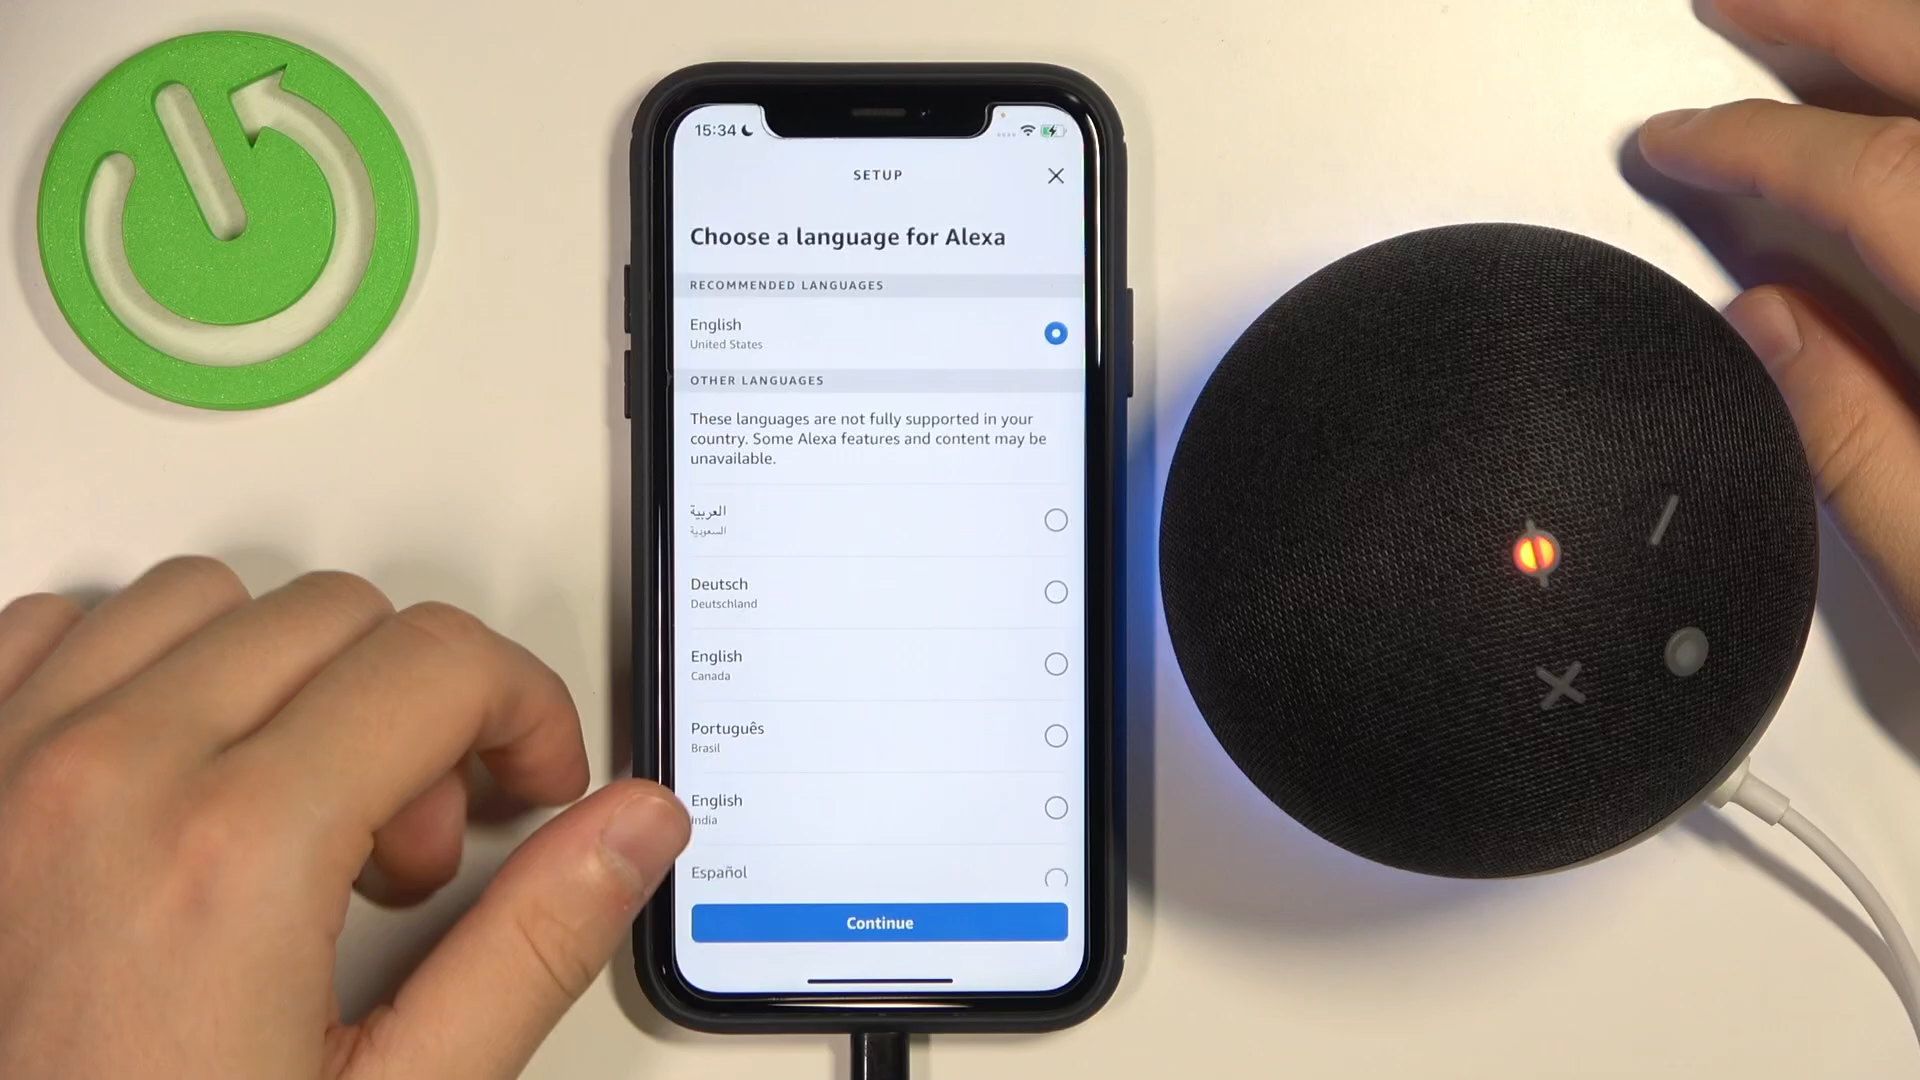 15:34
SETUP
Choose a language for Alexa
RECOMMENDED LANGUAGES
English
United States
OTHER LANGUAGES
These languages are not fully supported in your
country. Some Alexa features and content may be
unavailable.
العربية
السعودية
Deutsch
Deutschland
English
Canada
Português
Brasil
English
India
Español
Continue